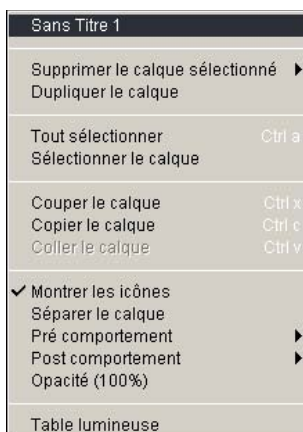 Sans Titre 1
Supprimer le calque sélectionné
Dupliquer le calque
Tout sélectionner Ctrl a
Sélectionner le calque
Couper le calque Ctrl x
Copier le calque Ctrl c
Coller le calque Ctrl v
Montrer les icônes
Séparer le calque
Pré comportement
Post comportement
Opacité (100%)
Table lumineuse